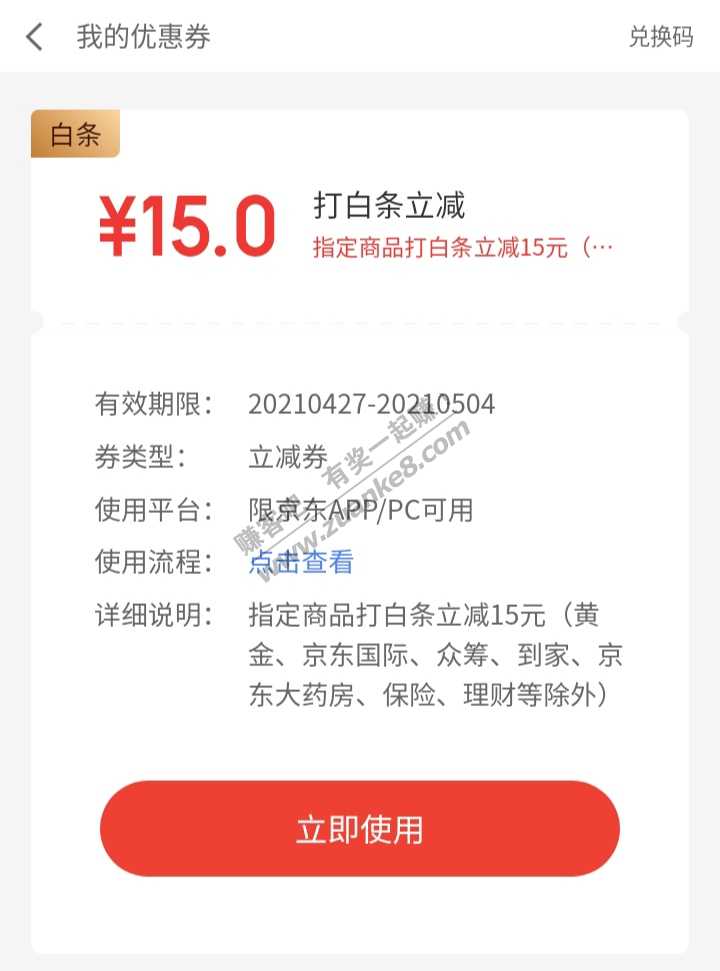 我的优惠券
兑换码
白条
¥15.0
打白条立减
指定商品打白条立减15元（…
有效期限：
20210427-20210504
券类型：
立减券
使用平台：
限京东APP/PC可用
使用流程：
点击查看
详细说明：
指定商品打白条立减15元（黄
金、京东国际、众筹、到家、京
东大药房、保险、理财等除外）
赚客吧，有奖一起赚！
www.zuanke8.com
立即使用